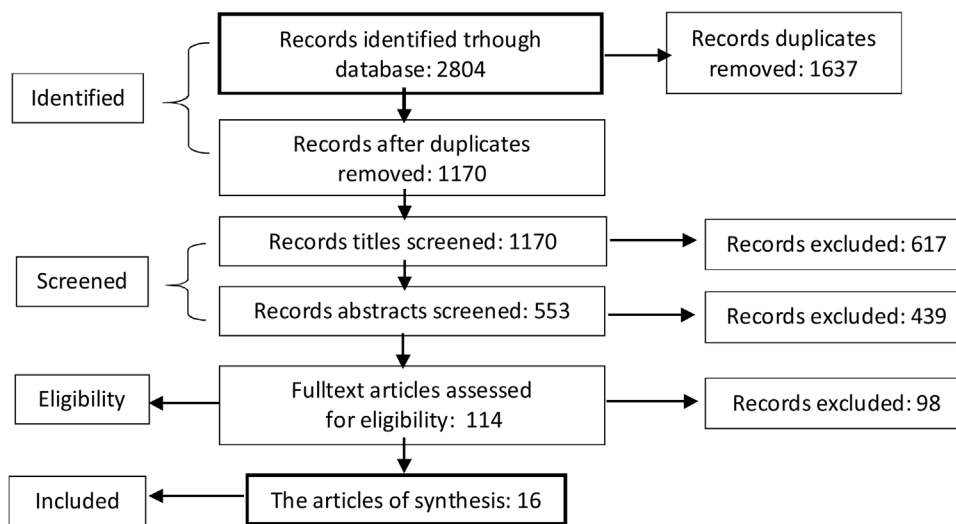 Records identified trhough
database: 2804
Records duplicates
removed: 1637
Identified
Records after duplicates
removed: 1170
Records titles screened: 1170
Records excluded: 617
Screened
Records abstracts screened: 553
Records excluded: 439
Fulltext articles assessed
for eligibility:  114
Eligibility
Records excluded: 98
Included
The articles of synthesis: 16